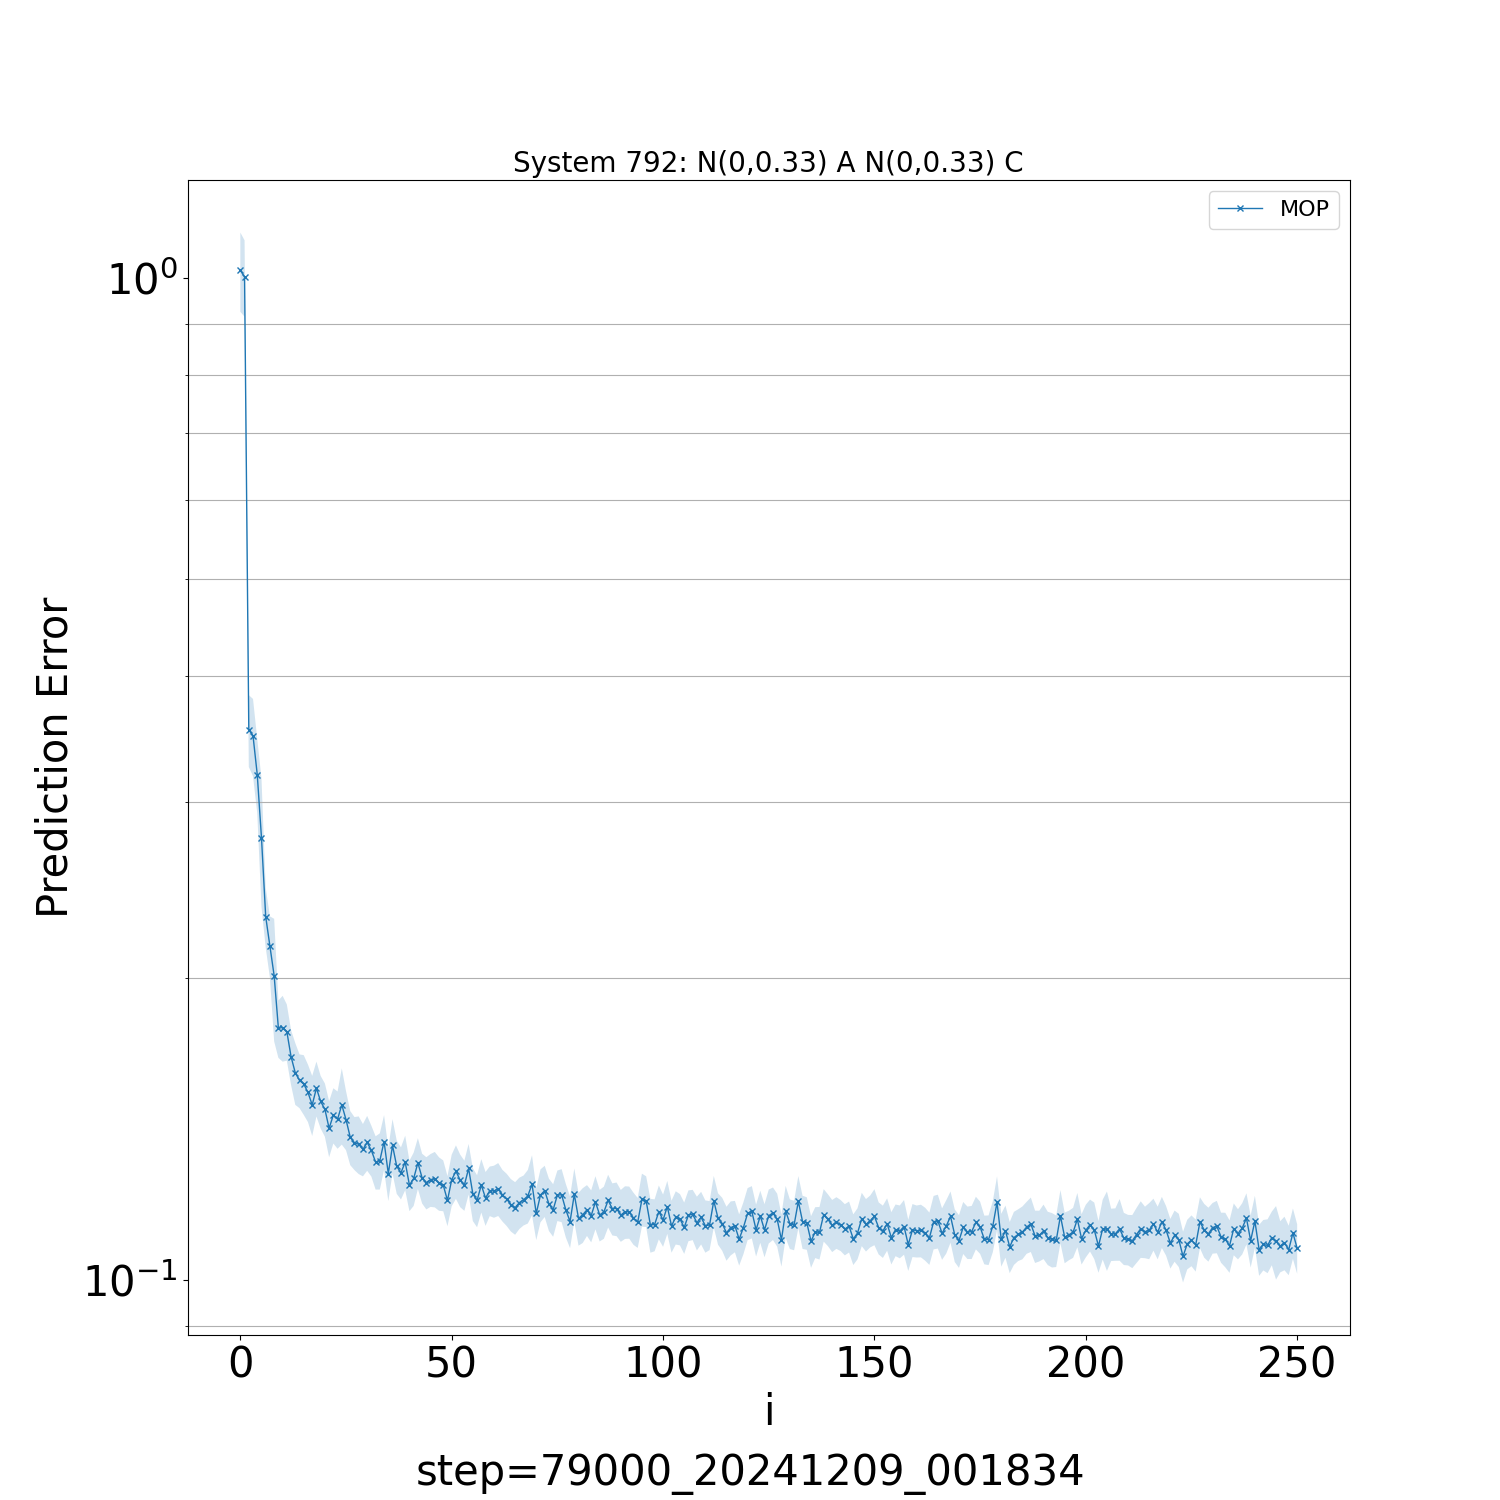 System 792: N(0,0.33) A N(0,0.33) C
MOP
10⁰
10⁻¹
Prediction Error
0 50 100 150 200 250
i
step=79000_20241209_001834